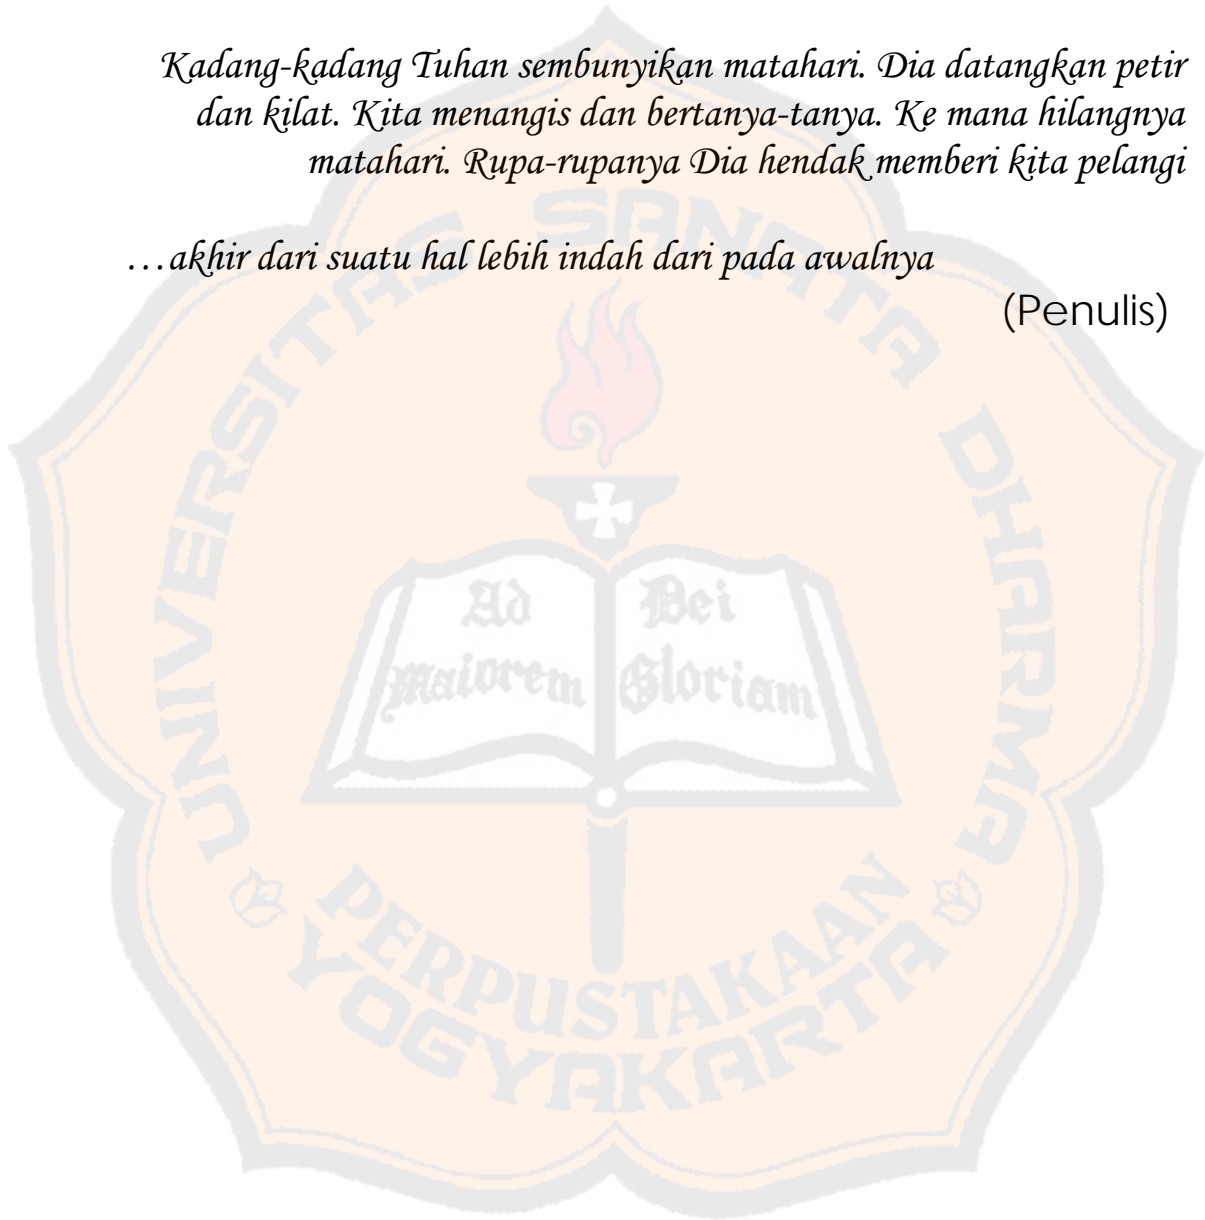 Kadang-kadang Tuhan sembunyikan matahari. Dia datangkan petir
dan kilat. Kita menangis dan bertanya-tanya. Ke mana hilangnya
matahari. Rupa-rupanya Dia hendak memberi kita pelangi
…akhir dari suatu hal lebih indah dari pada awalnya
(Penulis)
UNIVERSITAS SANATA DHARMA
Ad Dei
Maiorem Gloriam
PERPUSTAKAAN
YOGYAKARTA